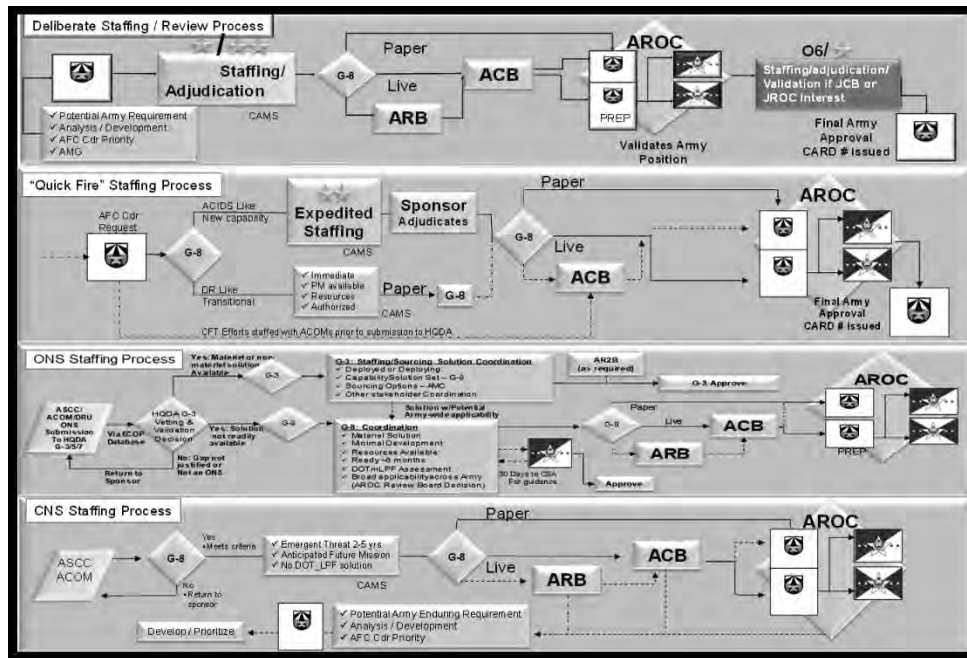 Deliberate Staffing / Review Process
Staffing/
Adjudication
CAMS
✓ Potential Army Requirement
✓ Analysis / Development
✓ AFC Cdr Priority
✓ AMG
G-8
Paper
Live
ARB
ACB
AROC
PREP
Validates Army
Position
O6/
Staffing/adjudication/
Validation if JCB or
JROC Interest
Final Army
Approval
CARD # issued
"Quick Fire" Staffing Process
AFC Cdr
Request
G-8
ACIDS Like
New capability
DR Like
Transitional
Expedited
Staffing
CAMS
Sponsor
Adjudicates
✓ Immediate
✓ PM available
✓ Resources
✓ Authorized
CAMS
Paper
G-8
G-8
Paper
Live
ACB
CFT Efforts staffed with ACOMs prior to submission to HQDA
AROC
Final Army
Approval
CARD # issued
ONS Staffing Process
ASCC/
ACOM/DRU
ONS
Submission
To HQDA
G-3/5/7
Via ECOP
Database
Return to
Sponsor
HQDA G-3
Vetting &
Validation
Decision
Yes: Materiel or non-
materiel solution
Available
Yes: Solution
not readily
available
No: Gap not
justified or
Not an ONS
G-3
G-8
G-3: Staffing/Sourcing Solution Coordination
✓ Deployed or Deploying
✓ Capability Solution Set – G-8
✓ Sourcing Options – AMC
✓ Other stakeholder Coordination
AR2B
(as required)
G-3 Approve
Solution w/Potential
Army-wide applicability
G-8: Coordination
✓ Materiel Solution
✓ Minimal Development
✓ Resources Available
✓ Ready ~6 months
✓ DOTmLPF Assessment
✓ Broad applicability across Army
(AROC Review Board Decision)
30 Days to CSA
For guidance
Approve
G-8
Paper
Live
ARB
ACB
AROC
PREP
CNS Staffing Process
ASCC
ACOM
G-8
Yes
•Meets criteria
No
•Return to
sponsor
✓ Emergent Threat 2-5 yrs
✓ Anticipated Future Mission
✓ No DOT_LPF solution
CAMS
G-8
Paper
Live
ARB
ACB
AROC
Develop / Prioritize
✓ Potential Army Enduring Requirement
✓ Analysis / Development
✓ AFC Cdr Priority